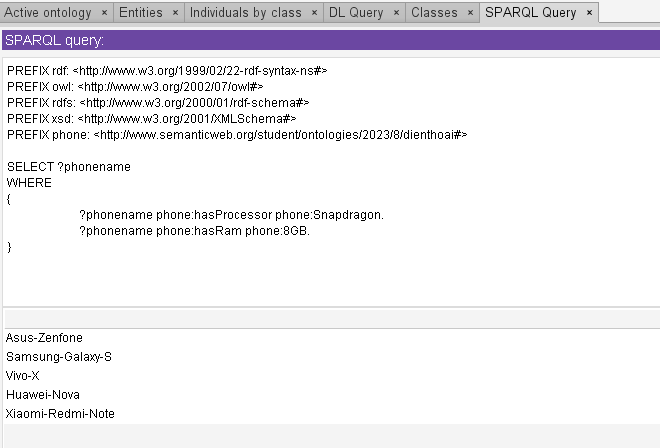 Active ontology × Entities × Individuals by class × DL Query × Classes × SPARQL Query ×
SPARQL query:
PREFIX rdf: <http://www.w3.org/1999/02/22-rdf-syntax-ns#>
PREFIX owl: <http://www.w3.org/2002/07/owl#>
PREFIX rdfs: <http://www.w3.org/2000/01/rdf-schema#>
PREFIX xsd: <http://www.w3.org/2001/XMLSchema#>
PREFIX phone: <http://www.semanticweb.org/student/ontologies/2023/8/dienthoai#>
SELECT ?phonename
WHERE
{
?phonename phone:hasProcessor phone:Snapdragon.
?phonename phone:hasRam phone:8GB.
}
Asus-Zenfone
Samsung-Galaxy-S
Vivo-X
Huawei-Nova
Xiaomi-Redmi-Note